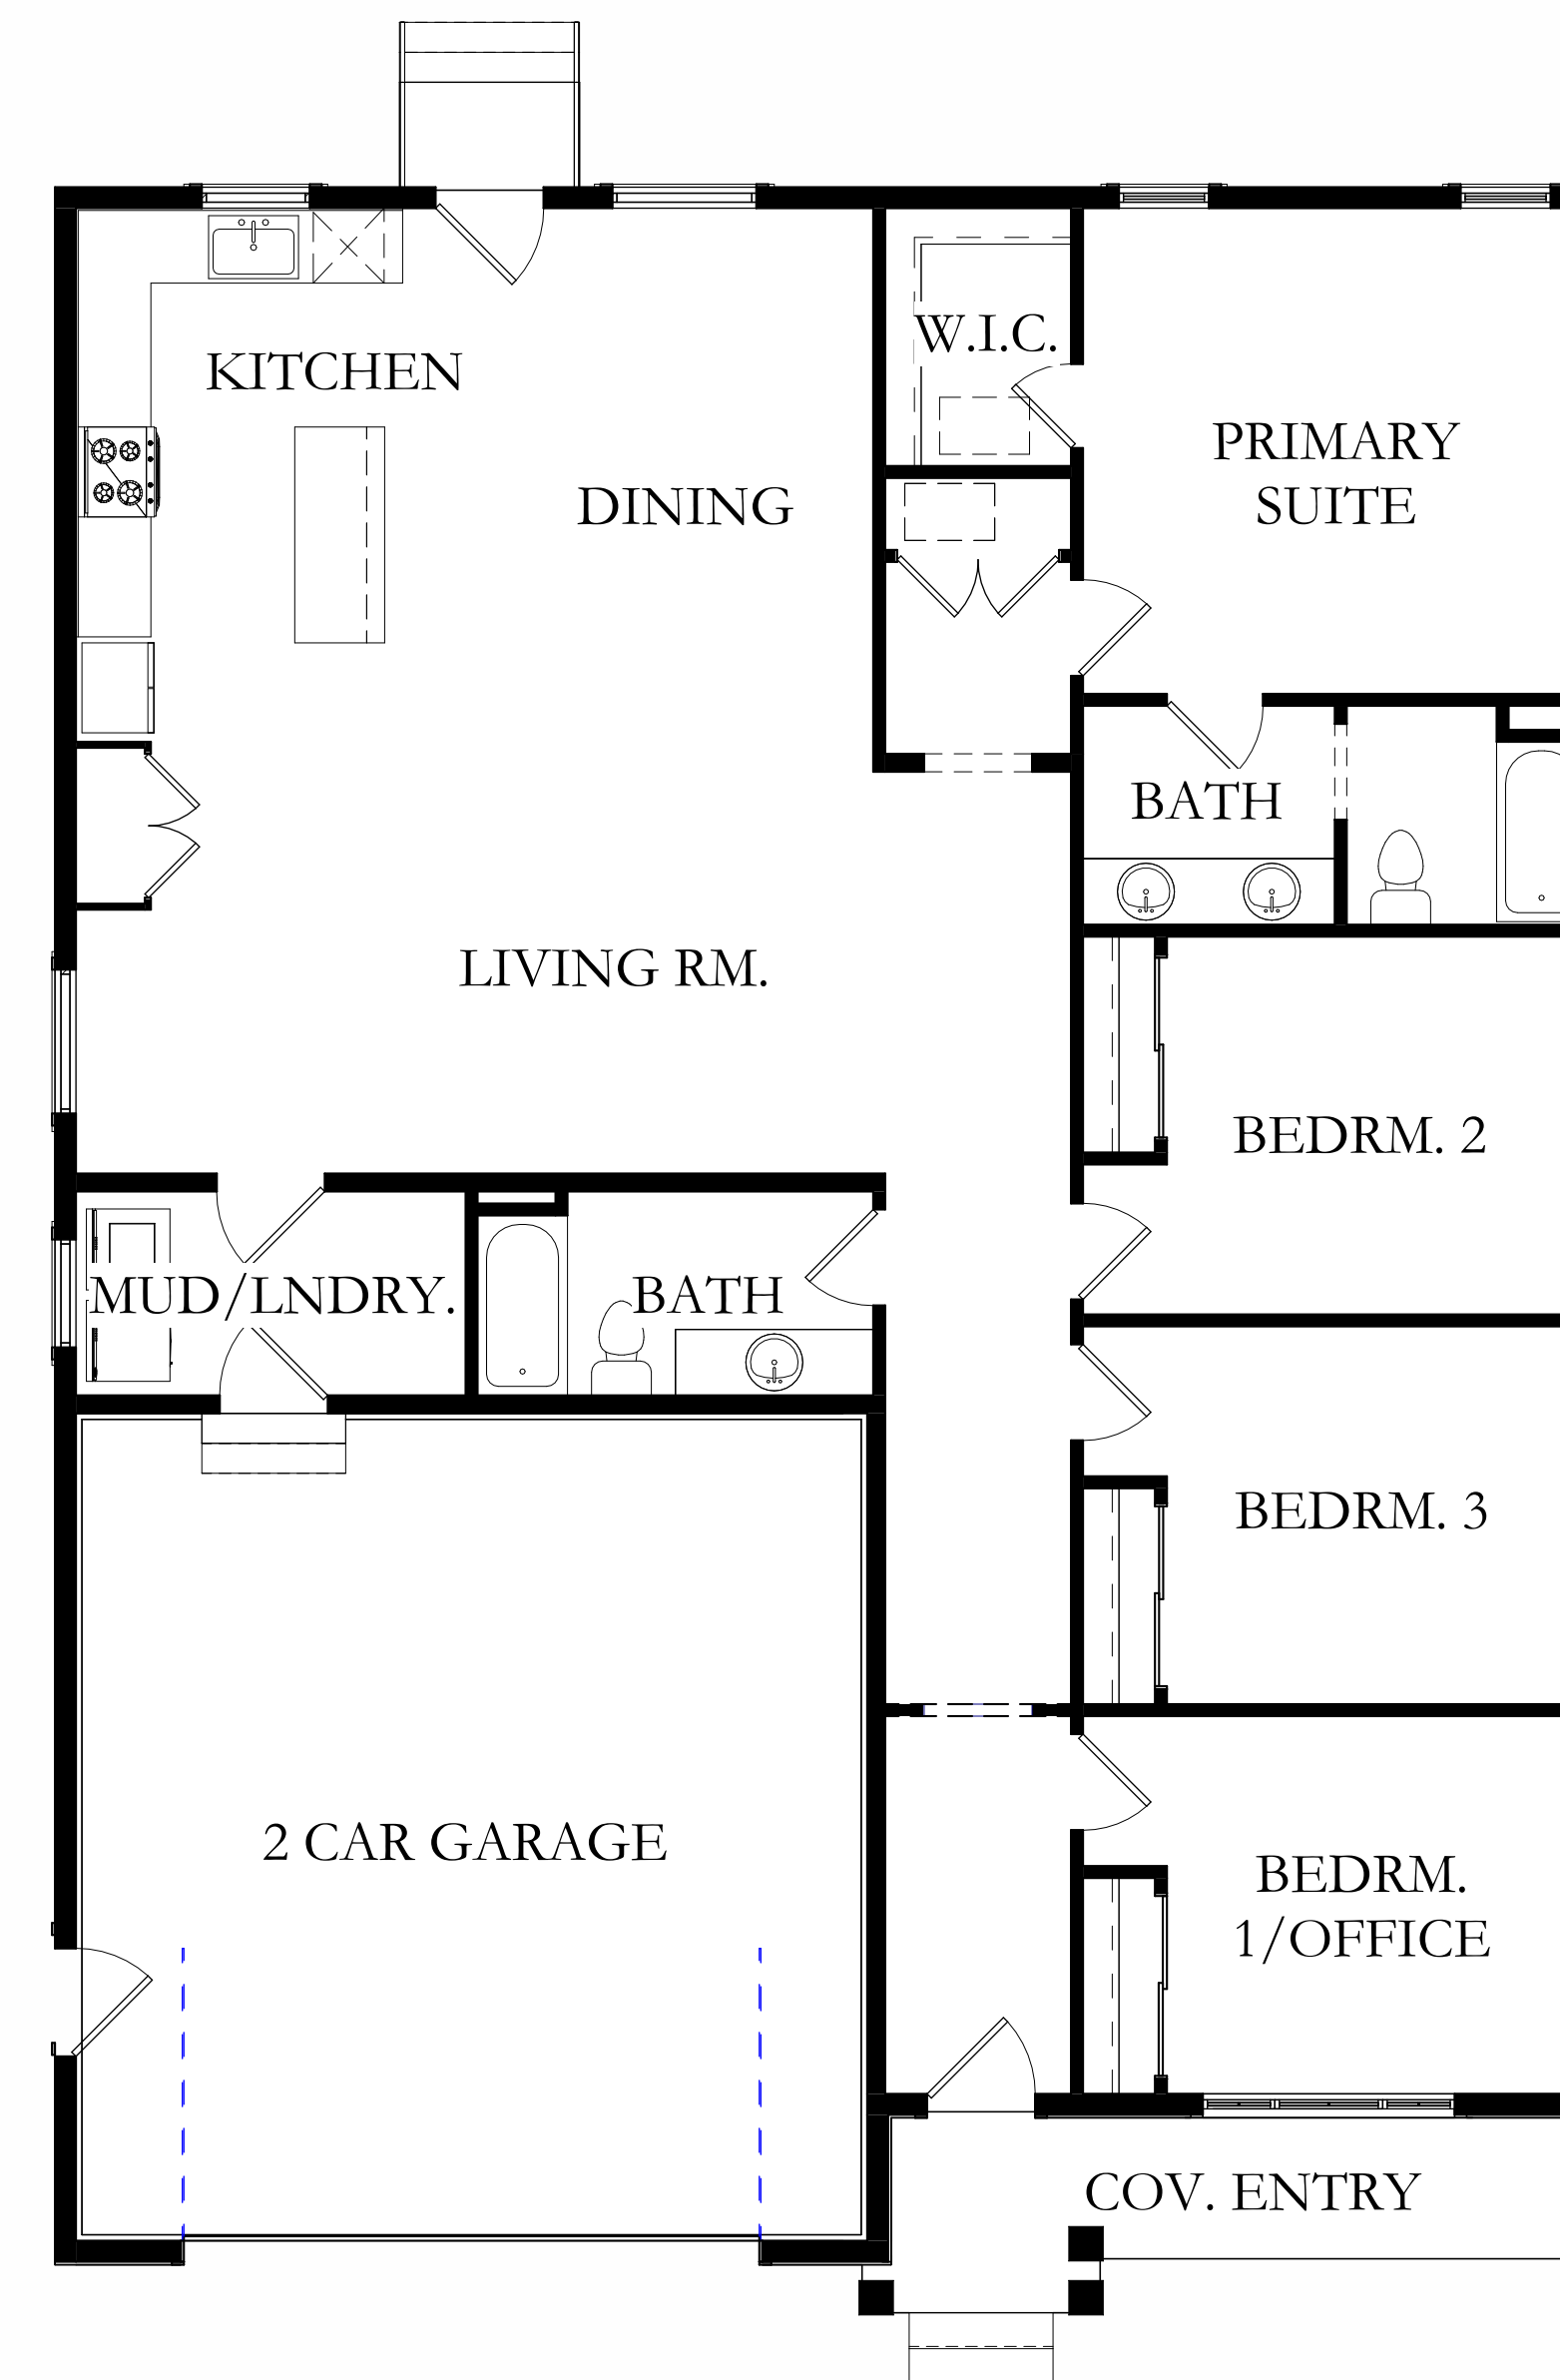 W.I.C.
KITCHEN
PRIMARY
SUITE
DINING
BATH
LIVING RM.
BEDRM. 2
MUD/LNDRY.
BATH
BEDRM. 3
2 CAR GARAGE
BEDRM.
1/OFFICE
COV. ENTRY